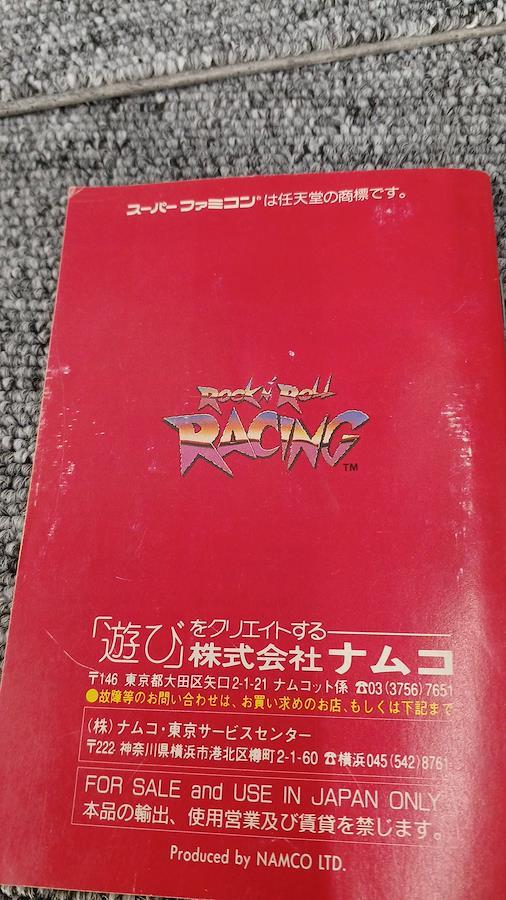 スーパーファミコン®は任天堂の商標です。
Rock N' Roll
RACING™
「遊び」をクリエイトする
株式会社ナムコ
〒146 東京都大田区矢口2-1-21 ナムコット係 ☎03(3756)7651
●故障等のお問い合わせは、お買い求めのお店、もしくは下記まで
(株)ナムコ・東京サービスセンター
〒222 神奈川県横浜市港北区樽町2-1-60 ☎横浜045(542)8761
FOR SALE and USE IN JAPAN ONLY
本品の輸出、使用営業及び賃貸を禁じます。
Produced by NAMCO LTD.